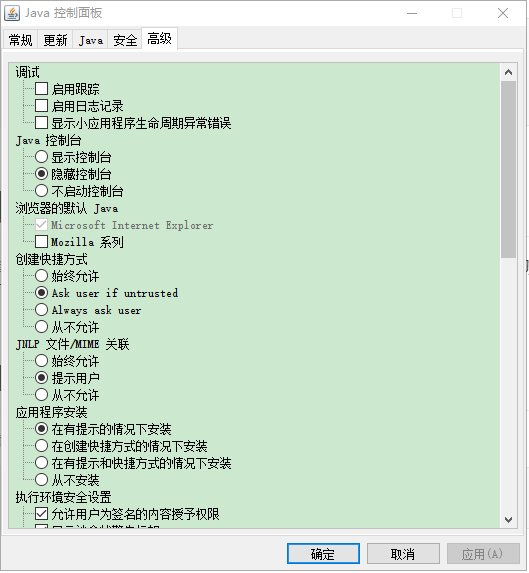 Java 控制面板
常规 更新 Java 安全 高级
调试
启用跟踪
启用日志记录
显示小应用程序生命周期异常错误
Java 控制台
显示控制台
隐藏控制台
不启动控制台
浏览器的默认 Java
Microsoft Internet Explorer
Mozilla 系列
创建快捷方式
始终允许
Ask user if untrusted
Always ask user
从不允许
JNLP 文件/MIME 关联
始终允许
提示用户
从不允许
应用程序安装
在有提示的情况下安装
在创建快捷方式的情况下安装
在有提示和快捷方式的情况下安装
从不安装
执行环境安全设置
允许用户为签名的内容授予权限
确定 取消 应用(A)